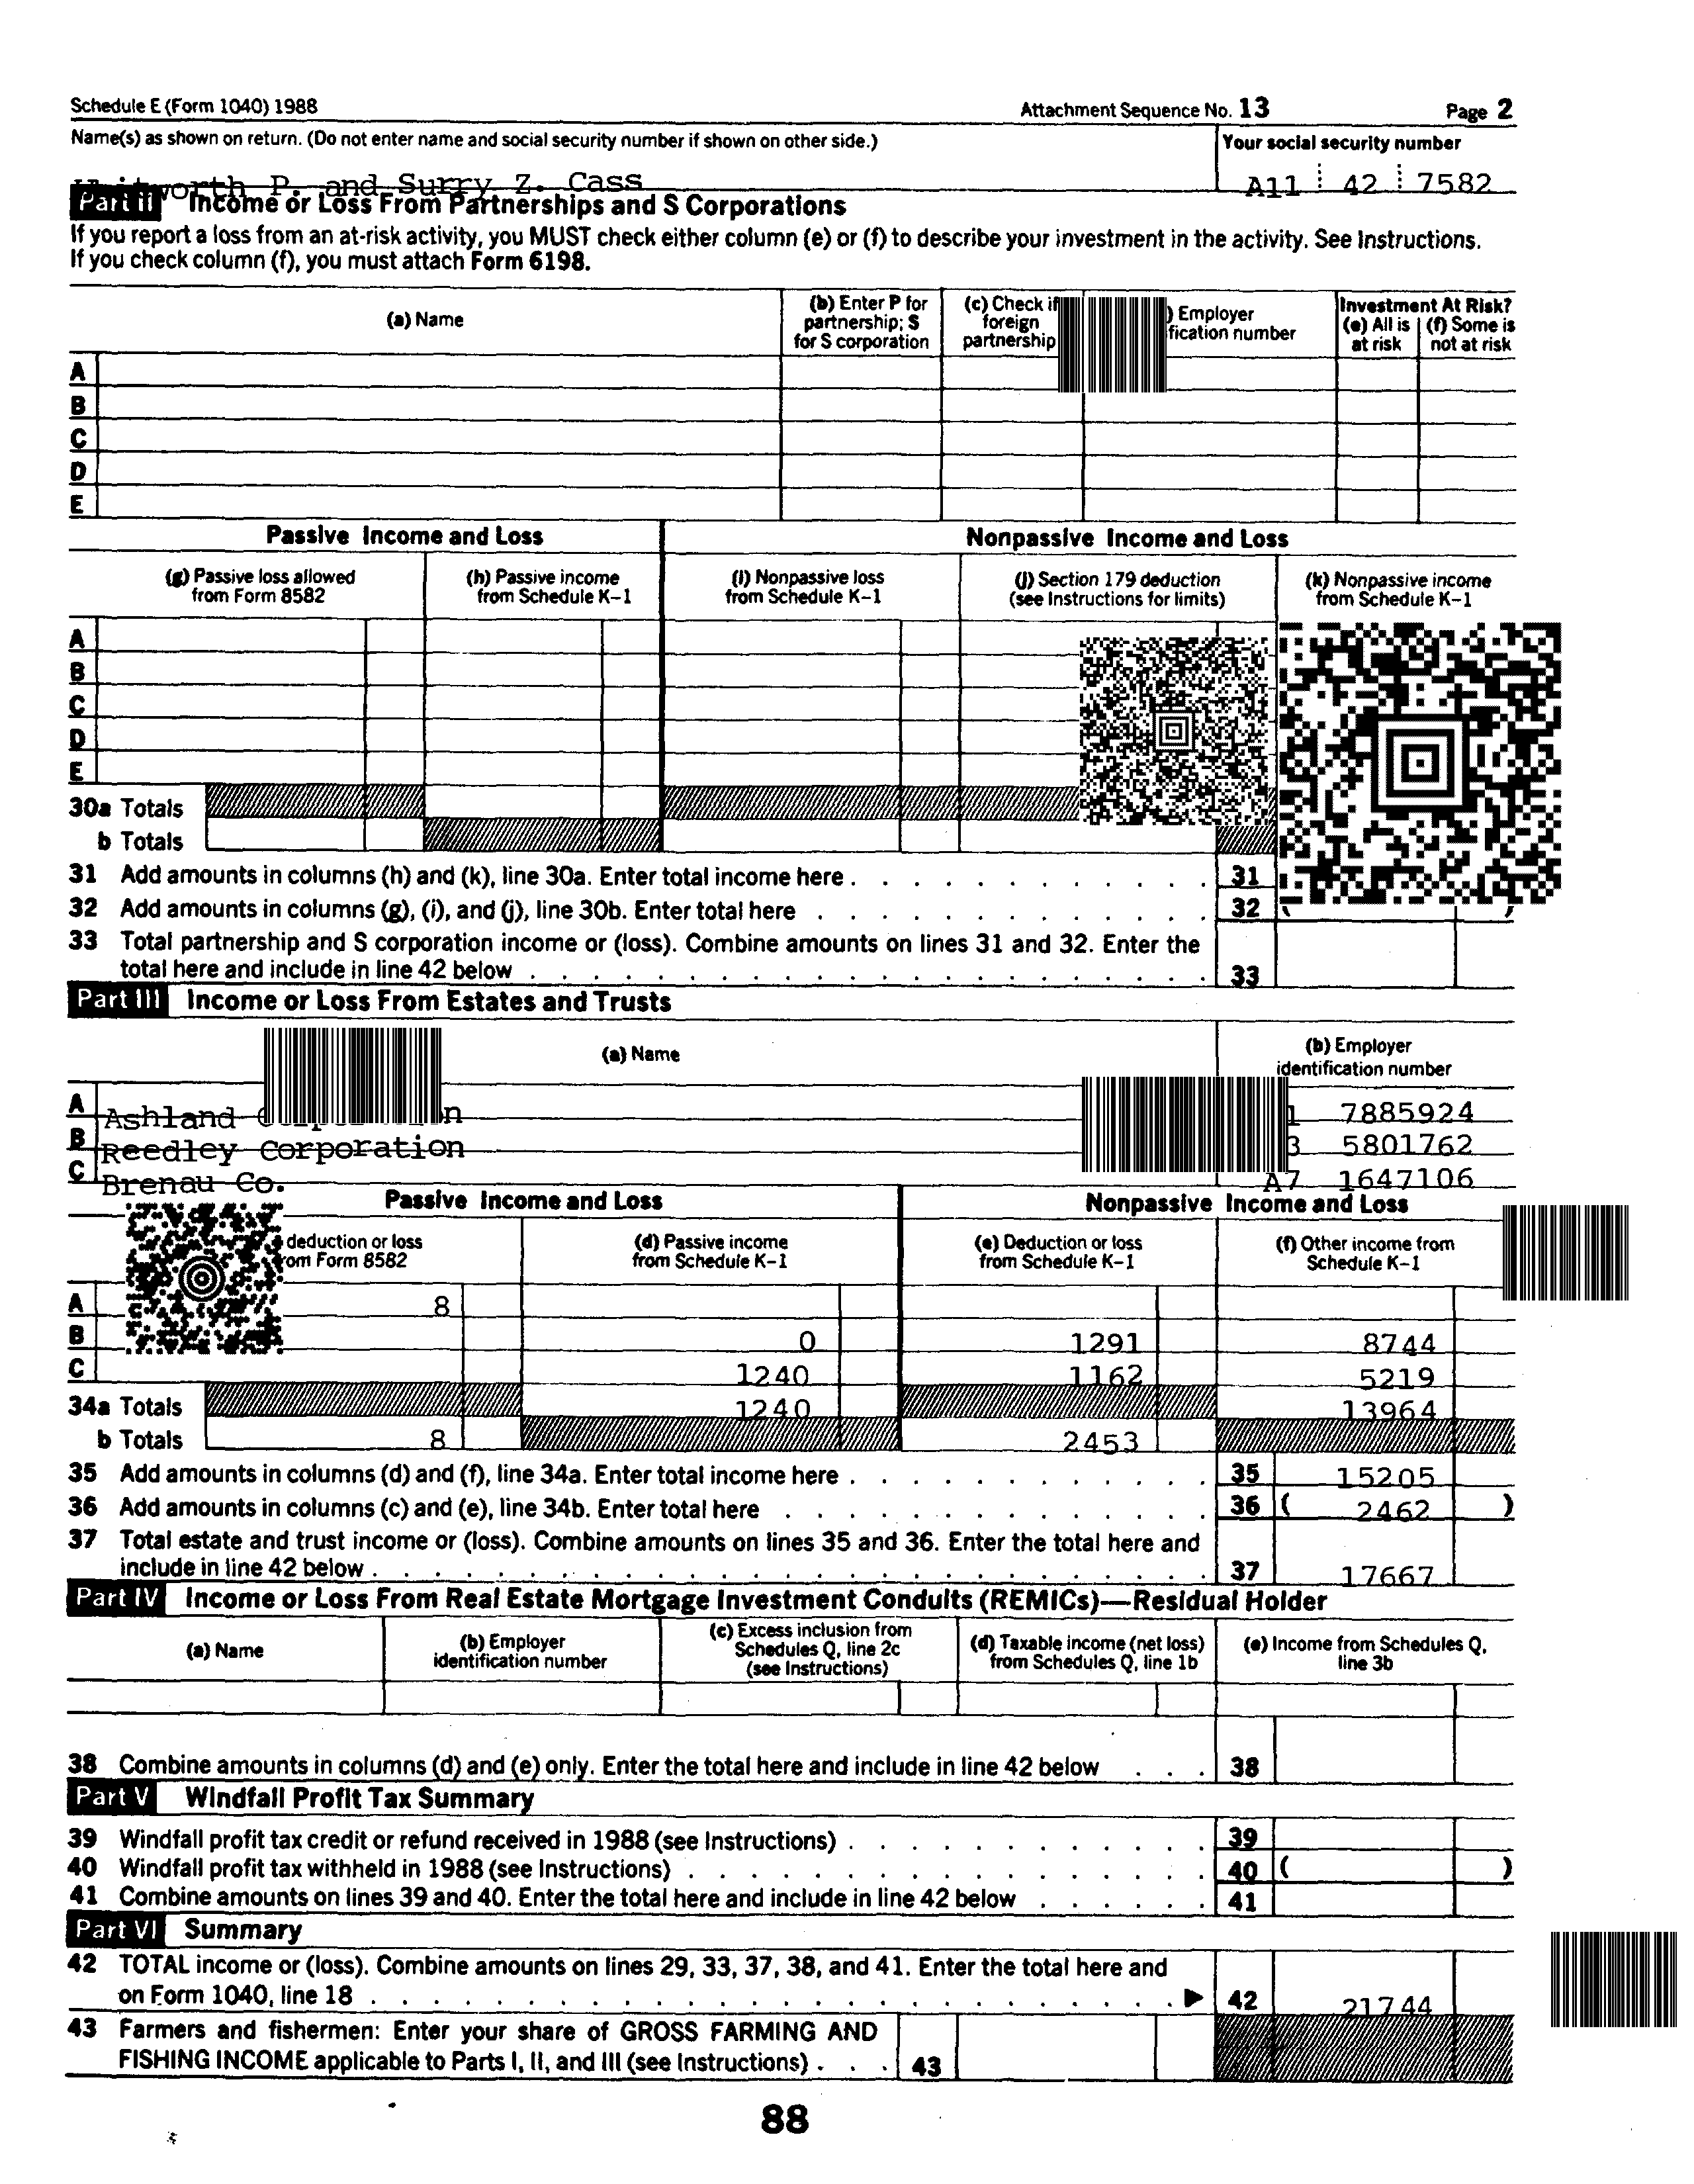 Schedule E (Form 1040) 1988 Attachment Sequence No. 13 Page 2
Name(s) as shown on return. (Do not enter name and social security number if shown on other side.) Your social security number
P. and Surry Z. Cass A11 42 7582
Part II Income or Loss From Partnerships and S Corporations
If you report a loss from an at-risk activity, you MUST check either column (e) or (f) to describe your investment in the activity. See Instructions.
If you check column (f), you must attach Form 6198.
(a) Name (b) Enter P for partnership; S for S corporation (c) Check if foreign partnership Employer number Investment At Risk? (e) All is at risk (f) Some is not at risk
A
B
C
D
E
Passive Income and Loss Nonpassive Income and Loss
(g) Passive loss allowed from Form 8582 (h) Passive income from Schedule K-1 (i) Nonpassive loss from Schedule K-1 (j) Section 179 deduction (see Instructions for limits) (k) Nonpassive income from Schedule K-1
A
B
C
D
E
30a Totals
b Totals
31 Add amounts in columns (h) and (k), line 30a. Enter total income here . . . 31
32 Add amounts in columns (g), (i), and (j), line 30b. Enter total here . . . 32
33 Total partnership and S corporation income or (loss). Combine amounts on lines 31 and 32. Enter the
total here and include in line 42 below . . . 33
Part III Income or Loss From Estates and Trusts
(a) Name (b) Employer identification number
A Ashland 7885924
B Reedley Corporation 5801762
C Brenau Co. A7 1647106
Passive Income and Loss Nonpassive Income and Loss
deduction or loss Form 8582 (d) Passive income from Schedule K-1 (e) Deduction or loss from Schedule K-1 (f) Other income from Schedule K-1
A 8
B 0 1291 8744
C 1240 1162 5219
34a Totals 1240 13964
b Totals 8 2453
35 Add amounts in columns (d) and (f), line 34a. Enter total income here . . . 35 15205
36 Add amounts in columns (c) and (e), line 34b. Enter total here . . . 36 ( 2462 )
37 Total estate and trust income or (loss). Combine amounts on lines 35 and 36. Enter the total here and
include in line 42 below . . . 37 17667
Part IV Income or Loss From Real Estate Mortgage Investment Conduits (REMICs)—Residual Holder
(a) Name (b) Employer identification number (c) Excess inclusion from Schedules Q, line 2c (see Instructions) (d) Taxable income (net loss) from Schedules Q, line 1b (e) Income from Schedules Q, line 3b
38 Combine amounts in columns (d) and (e) only. Enter the total here and include in line 42 below . . . 38
Part V Windfall Profit Tax Summary
39 Windfall profit tax credit or refund received in 1988 (see Instructions) . . . 39
40 Windfall profit tax withheld in 1988 (see Instructions) . . . 40 ( )
41 Combine amounts on lines 39 and 40. Enter the total here and include in line 42 below . . . 41
Part VI Summary
42 TOTAL income or (loss). Combine amounts on lines 29, 33, 37, 38, and 41. Enter the total here and
on Form 1040, line 18 . . . ▶ 42 21744
43 Farmers and fishermen: Enter your share of GROSS FARMING AND
FISHING INCOME applicable to Parts I, II, and III (see Instructions) . . . 43
88